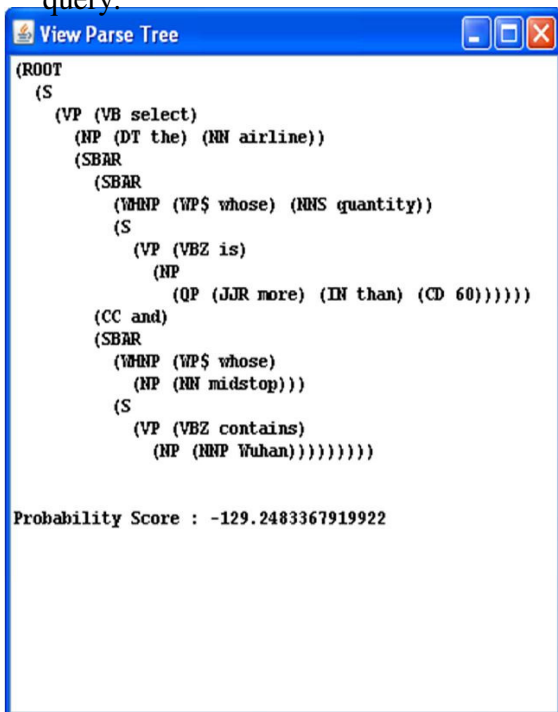 query.
View Parse Tree
(ROOT
(S
(VP (VB select)
(NP (DT the) (NN airline))
(SBAR
(SBAR
(WHNP (WP$ whose) (NNS quantity))
(S
(VP (VBZ is)
(NP
(QP (JJR more) (IN than) (CD 60))))))
(CC and)
(SBAR
(WHNP (WP$ whose)
(NP (NN midstop)))
(S
(VP (VBZ contains)
(NP (NNP Wuhan)))))))))
Probability Score : -129.2483367919922